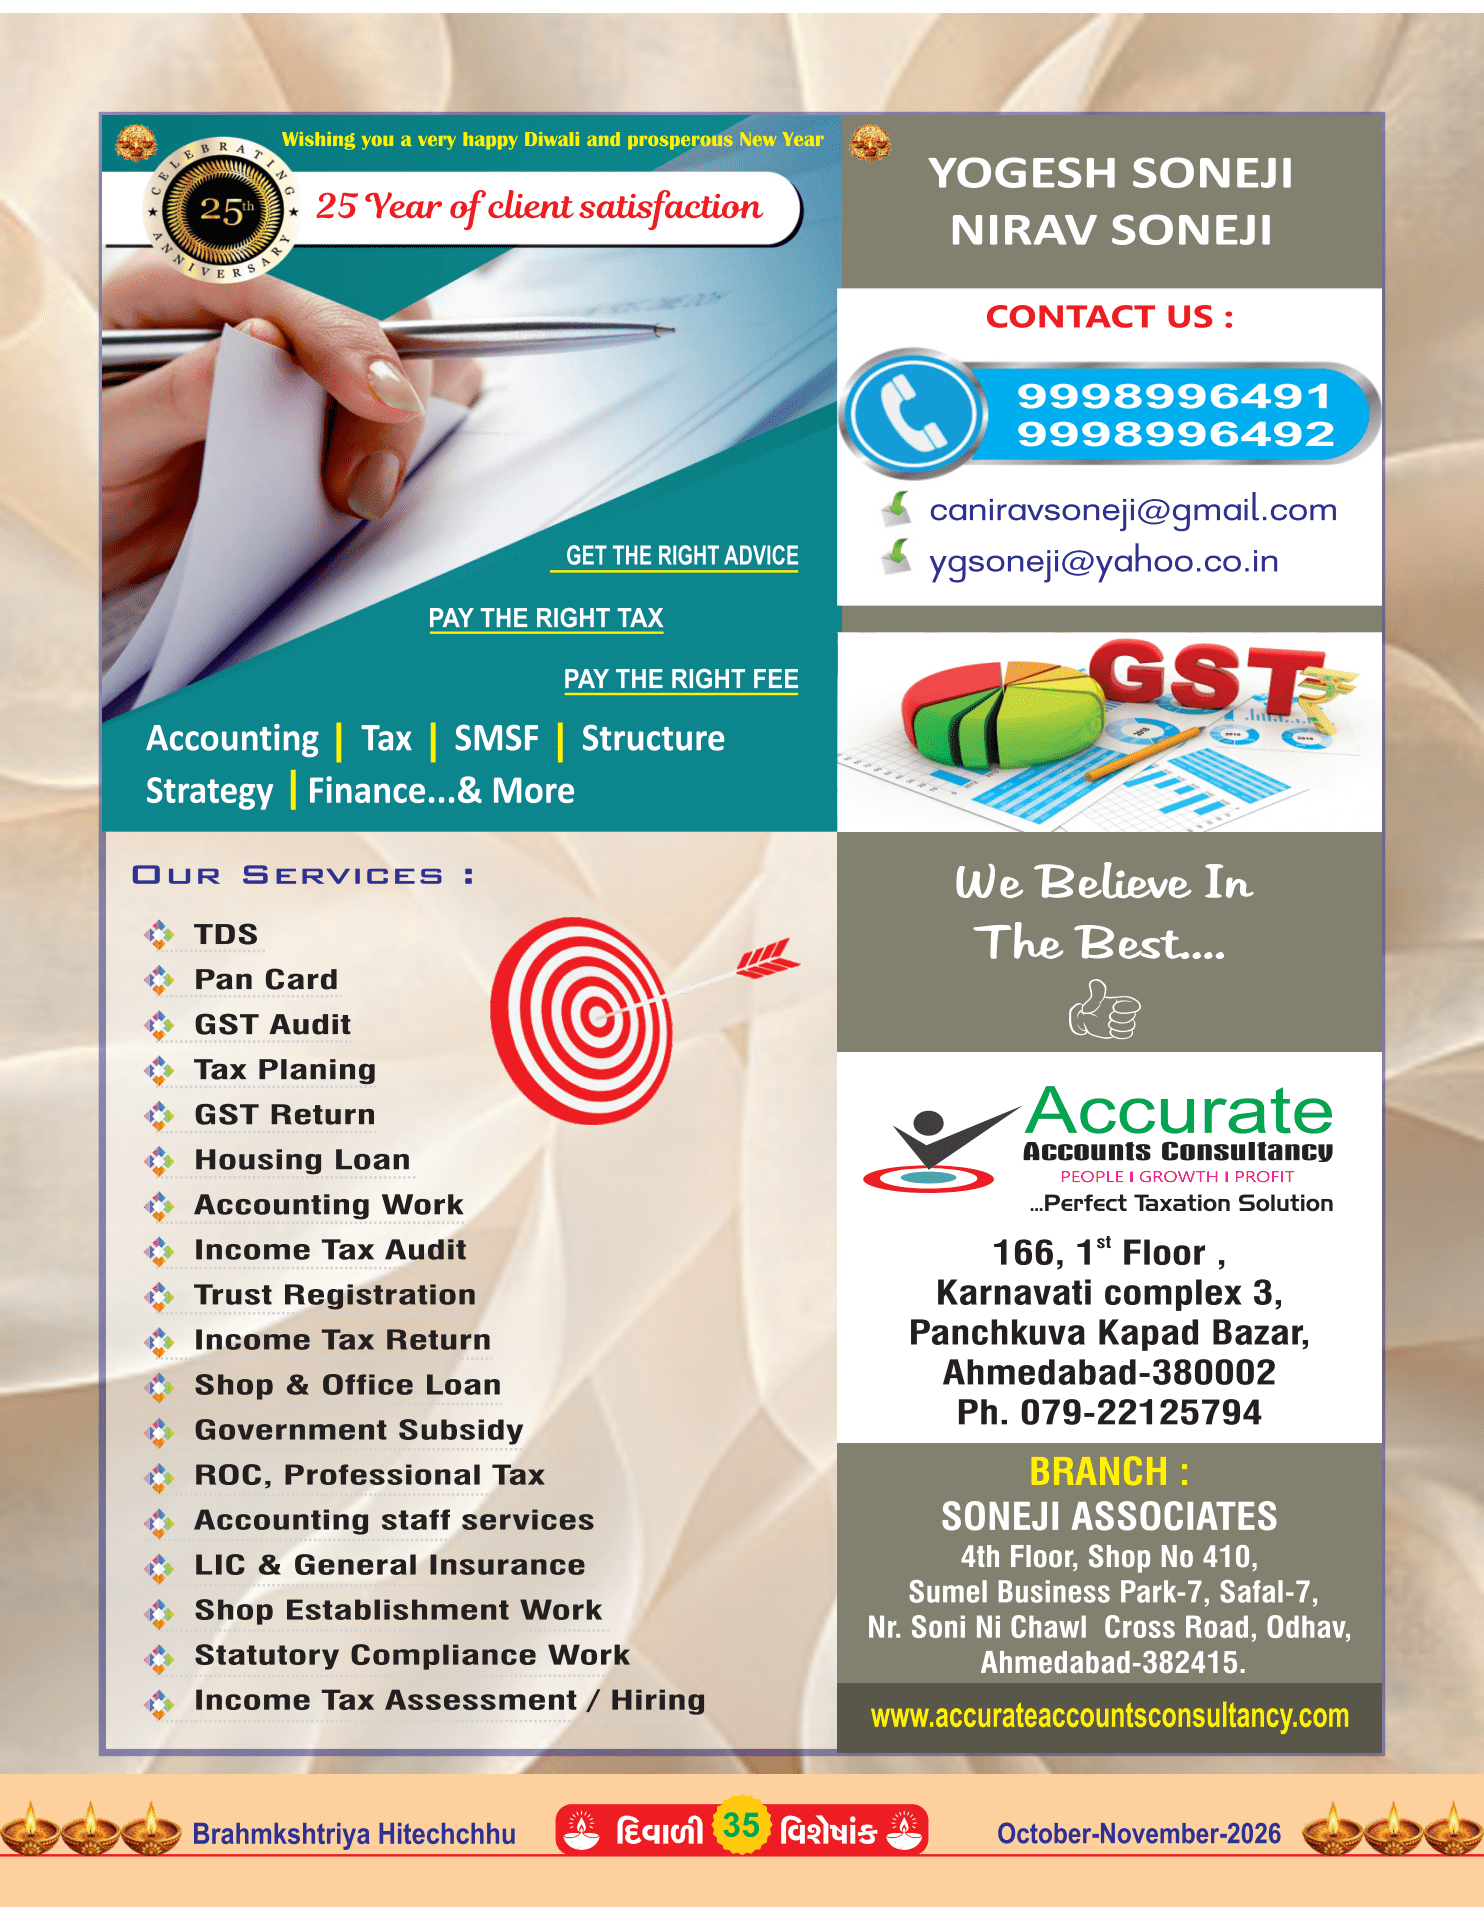 Wishing you a very happy Diwali and prosperous New Year
CELEBRATING
25th
ANNIVERSARY
25 Year of client satisfaction
GET THE RIGHT ADVICE
PAY THE RIGHT TAX
PAY THE RIGHT FEE
Accounting | Tax | SMSF | Structure
Strategy | Finance...& More
YOGESH SONEJI
NIRAV SONEJI
CONTACT US :
9998996491
9998996492
caniravsoneji@gmail.com
ygsoneji@yahoo.co.in
GST
We Believe In
The Best....
Our Services :
TDS
Pan Card
GST Audit
Tax Planing
GST Return
Housing Loan
Accounting Work
Income Tax Audit
Trust Registration
Income Tax Return
Shop & Office Loan
Government Subsidy
ROC, Professional Tax
Accounting staff services
LIC & General Insurance
Shop Establishment Work
Statutory Compliance Work
Income Tax Assessment / Hiring
Accurate
Accounts Consultancy
PEOPLE I GROWTH I PROFIT
...Perfect Taxation Solution
166, 1st Floor ,
Karnavati complex 3,
Panchkuva Kapad Bazar,
Ahmedabad-380002
Ph. 079-22125794
BRANCH :
SONEJI ASSOCIATES
4th Floor, Shop No 410,
Sumel Business Park-7, Safal-7,
Nr. Soni Ni Chawl Cross Road, Odhav,
Ahmedabad-382415.
www.accurateaccountsconsultancy.com
Brahmkshtriya Hitechchhu
દિવાળી 35 વિશેષાંક
October-November-2026